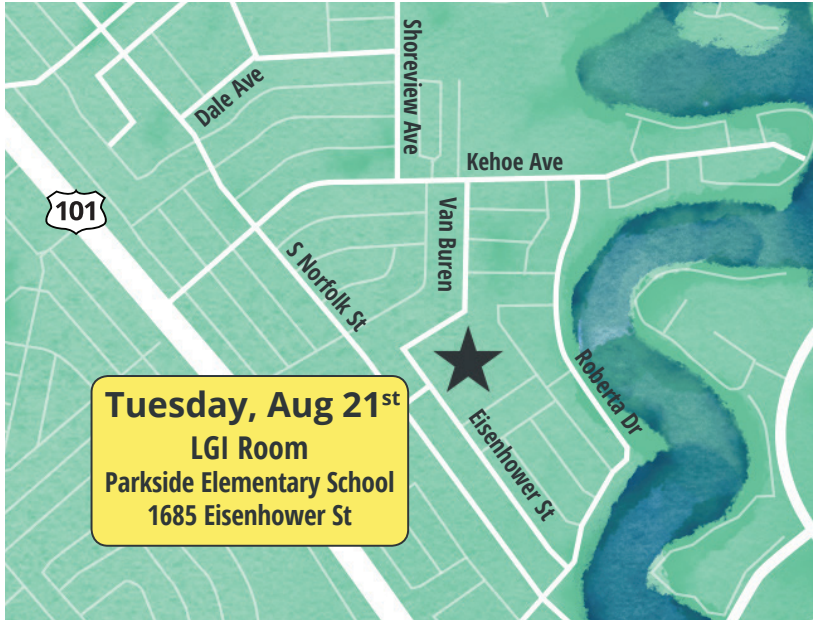 Shoreview Ave
Dale Ave
Kehoe Ave
101
Van Buren
S Norfolk St
Roberta Dr
Eisenhower St
Tuesday, Aug 21st
LGI Room
Parkside Elementary School
1685 Eisenhower St